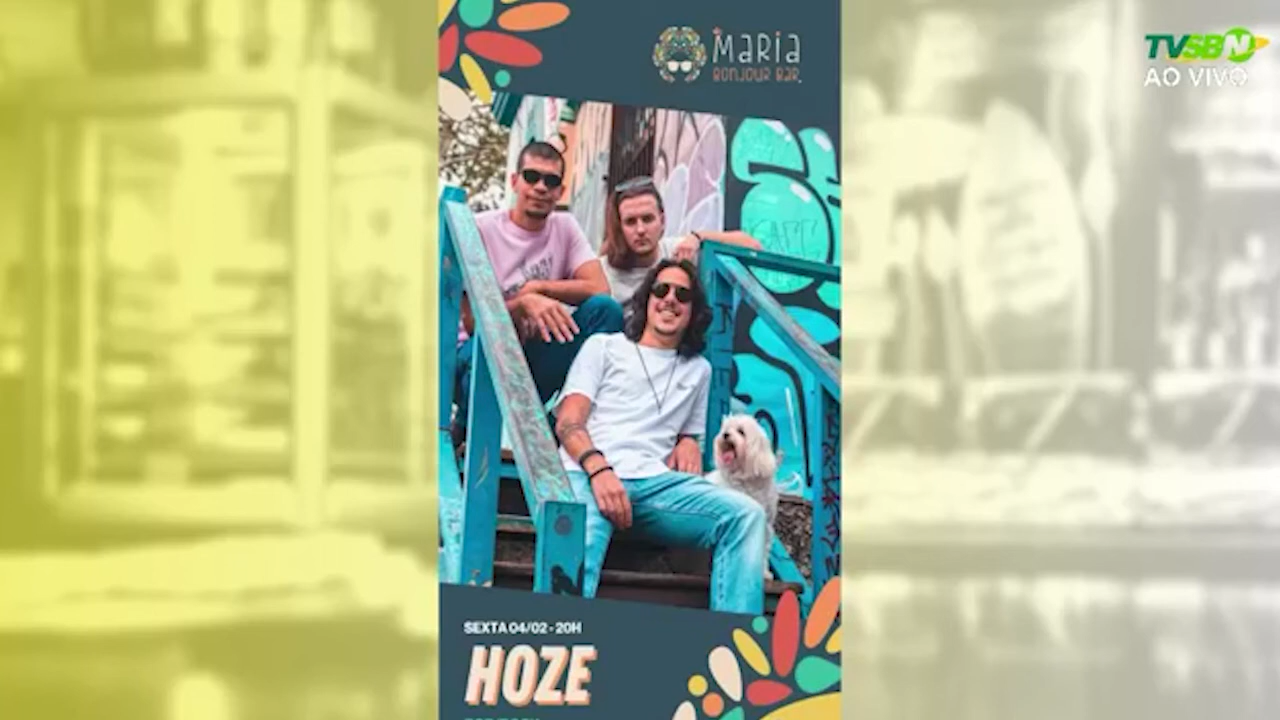 MARIA
BONJOUR BAR
TVSBN
AO VIVO
SEXTA 04/02 - 20H
HOZE